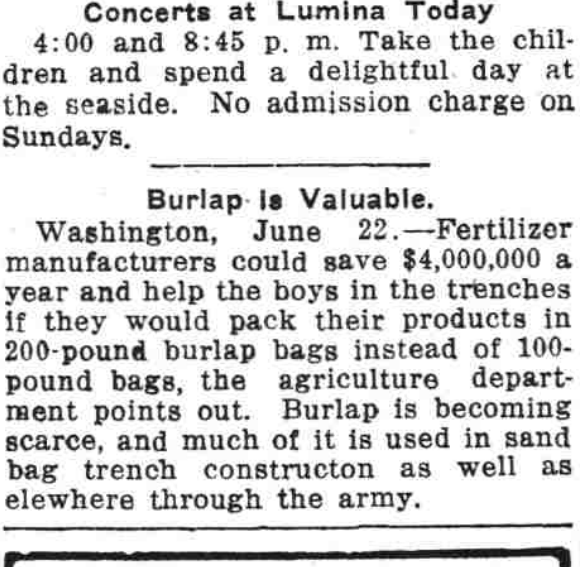 Concerts at Lumina Today
4:00 and 8:45 p. m. Take the chil-
dren and spend a delightful day at
the seaside. No admission charge on
Sundays.
Burlap is Valuable.
Washington, June 22.—Fertilizer
manufacturers could save $4,000,000 a
year and help the boys in the trenches
if they would pack their products in
200-pound burlap bags instead of 100-
pound bags, the agriculture depart-
ment points out. Burlap is becoming
scarce, and much of it is used in sand
bag trench constructon as well as
elewhere through the army.